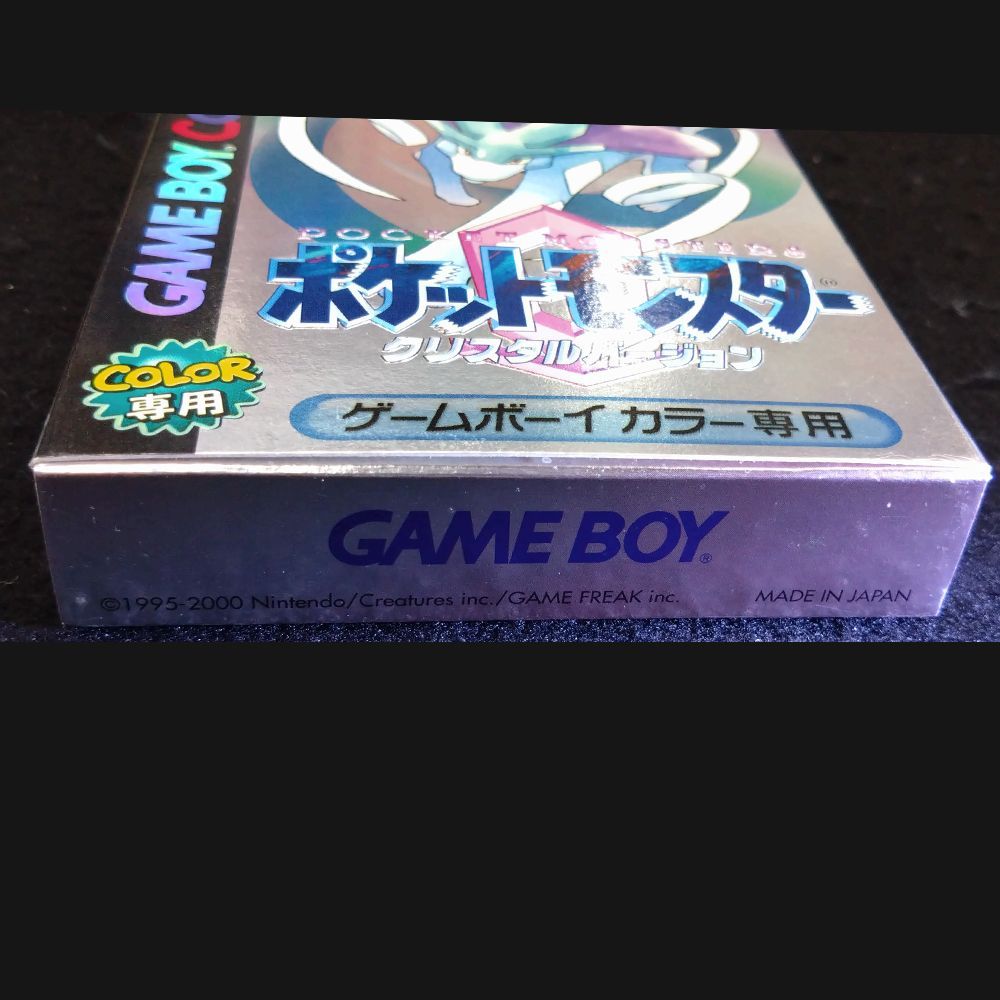 GAME BOY C
POCKET MONSTERS
ポケットモンスター
クリスタルバージョン
COLOR
専用
ゲームボーイ カラー専用
GAME BOY®
©1995-2000 Nintendo/Creatures inc./GAME FREAK inc.
MADE IN JAPAN